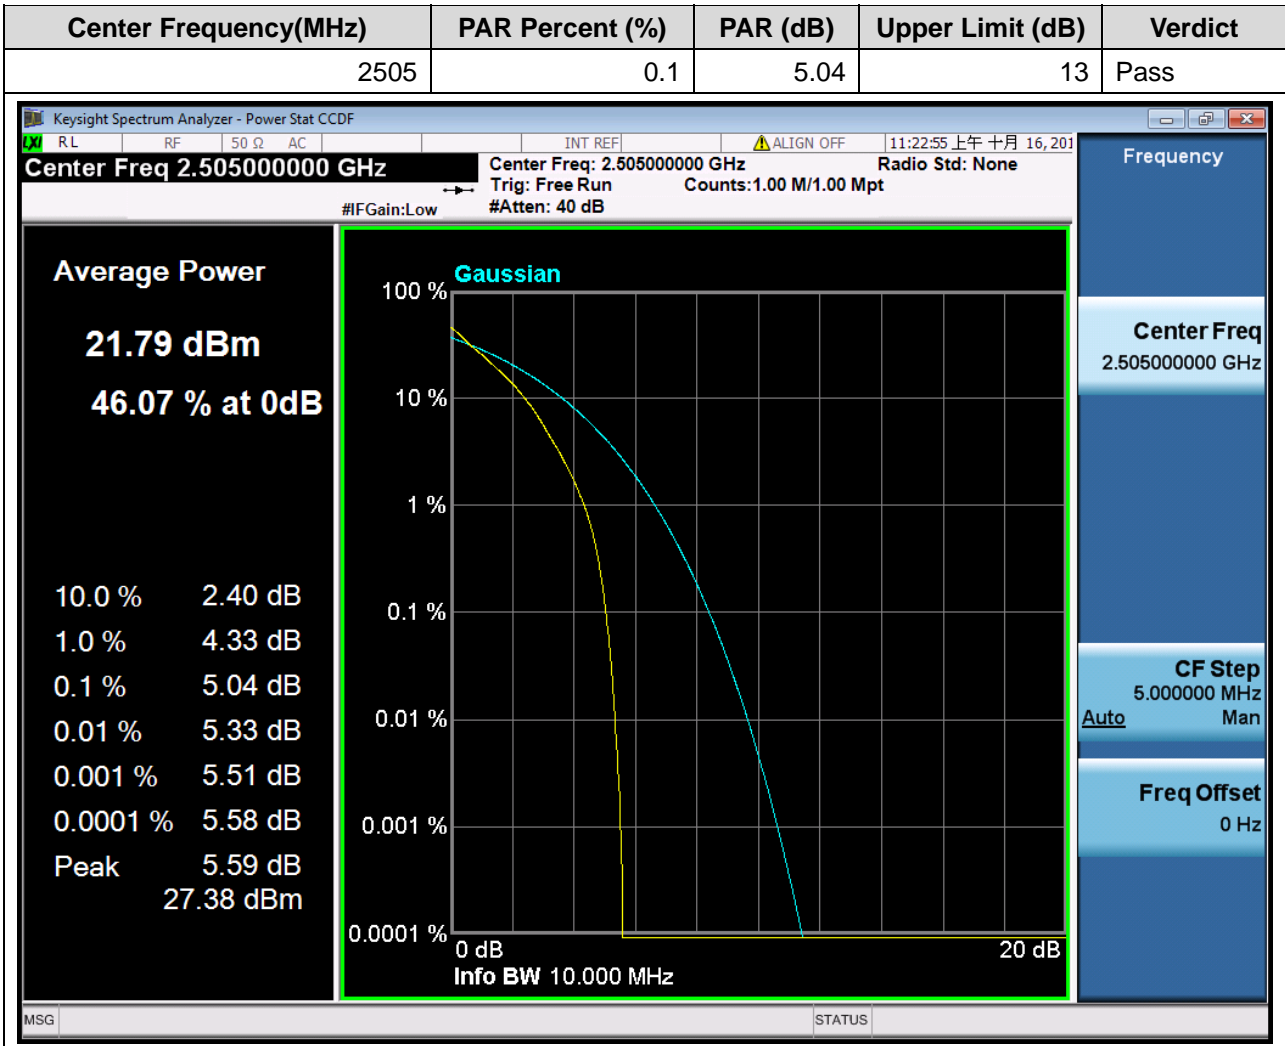 Center Frequency(MHz) PAR Percent (%) PAR (dB) Upper Limit (dB) Verdict
2505 0.1 5.04 13 Pass
Keysight Spectrum Analyzer - Power Stat CCDF
LXI RL RF 50 Ω AC INT REF ALIGN OFF 11:22:55 上午 十月 16, 201
Center Freq 2.505000000 GHz
Center Freq: 2.505000000 GHz Radio Std: None
Trig: Free Run Counts:1.00 M/1.00 Mpt
#IFGain:Low #Atten: 40 dB
Average Power
21.79 dBm
46.07 % at 0dB
10.0 % 2.40 dB
1.0 % 4.33 dB
0.1 % 5.04 dB
0.01 % 5.33 dB
0.001 % 5.51 dB
0.0001 % 5.58 dB
Peak 5.59 dB
27.38 dBm
Gaussian
100 %
10 %
1 %
0.1 %
0.01 %
0.001 %
0.0001 %
0 dB 20 dB
Info BW 10.000 MHz
Frequency
Center Freq
2.505000000 GHz
CF Step
5.000000 MHz
Auto Man
Freq Offset
0 Hz
MSG STATUS